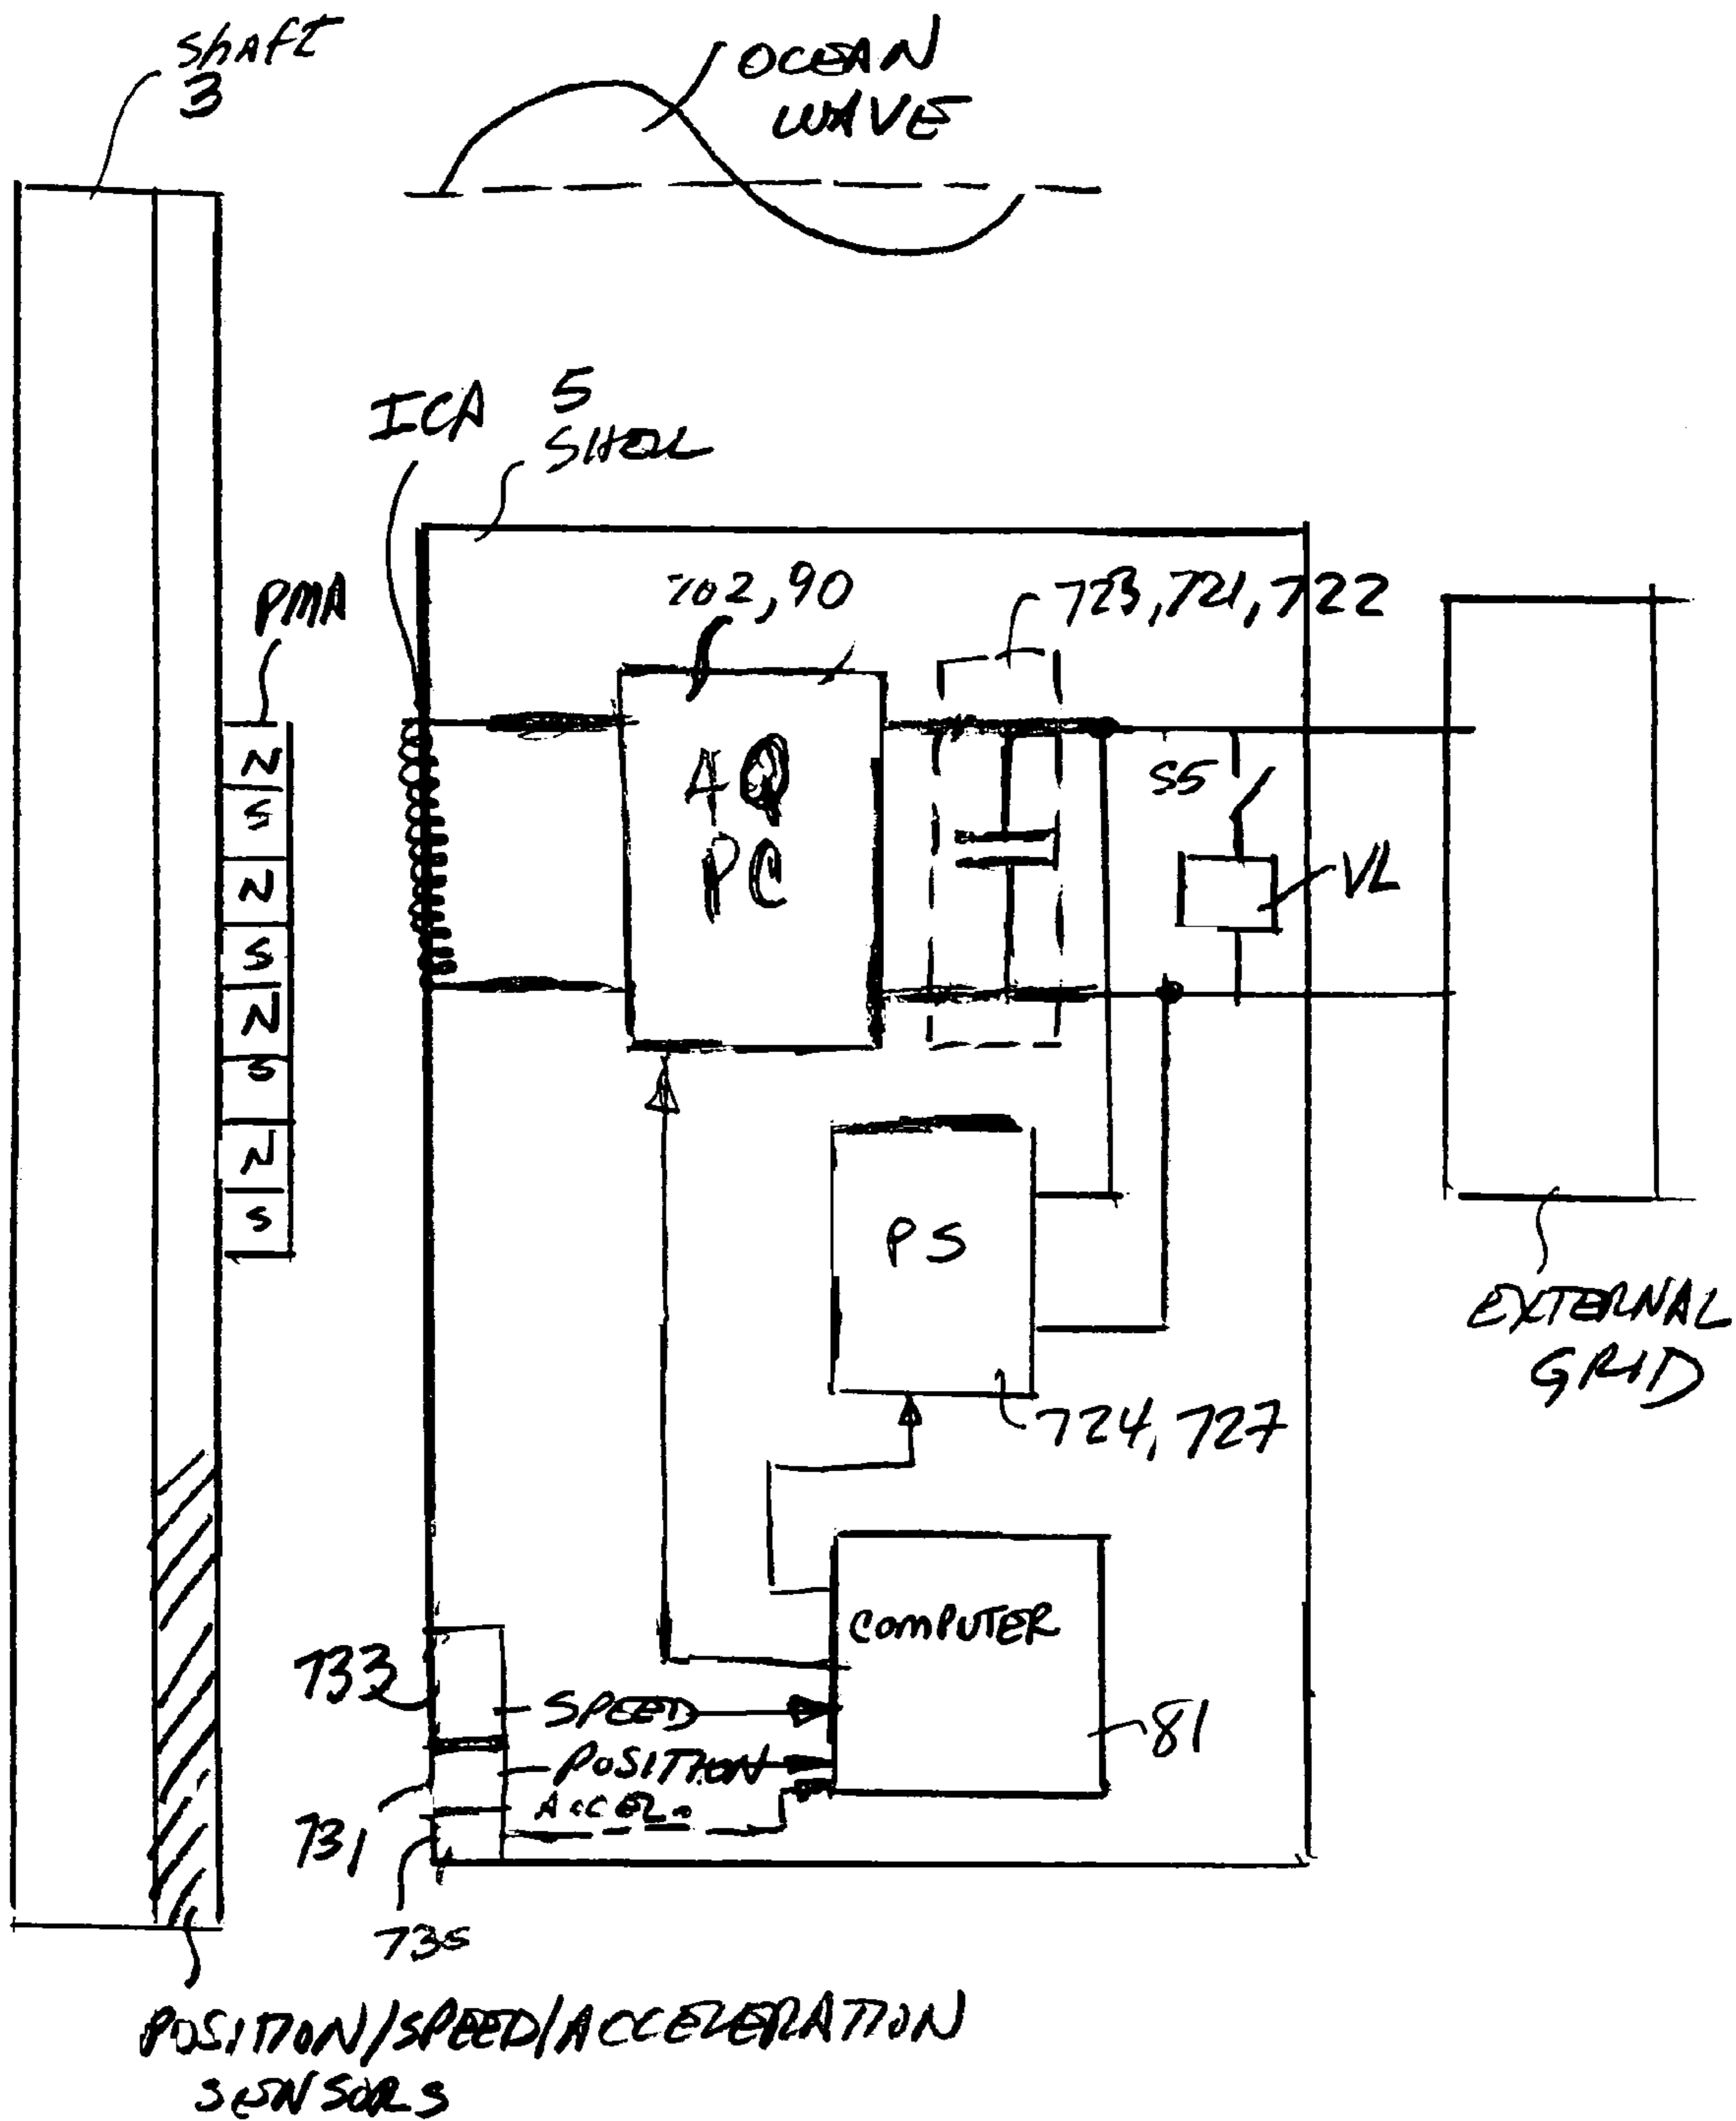 SHAFT
3
OCEAN
WAVE
ICA
5
SHELL
PMA
702, 90
723, 721, 722
N
S
N
S
N
S
N
S
4Q
PC
S5
VL
PS
EXTERNAL
GRID
724, 727
COMPUTER
733
SPEED
81
POSITION
ACCEL.
731
735
POSITION/SPEED/ACCELERATION
SENSORS